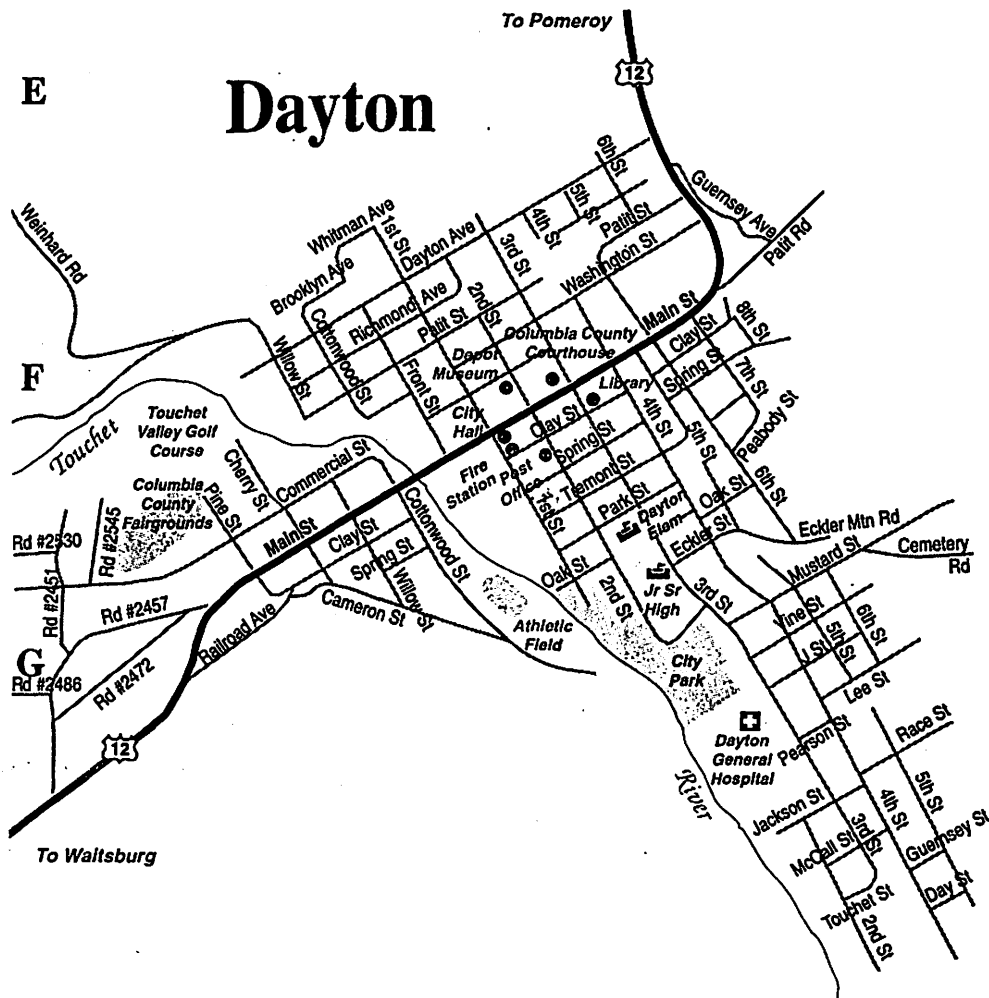 To Pomeroy
12
E
Dayton
6th St
5th St
4th St
Patit St
Guernsey Ave
Patit Rd
Weinhard Rd
Whitman Ave
1st St
Dayton Ave
3rd St
Washington St
Brooklyn Ave
Richmond Ave
2nd St
Main St
Patit St
Cottonwood St
Willow St
Front St
Columbia County
Courthouse
Depot
Museum
Clay St
8th St
Spring St
7th St
F
Library
City
Hall
Clay St
4th St
Peabody St
Touchet
Valley Golf
Course
Touchet
Spring St
5th St
Cherry St
Commercial St
Fire
Station
Post
Office
Tremont St
6th St
Columbia
County
Fairgrounds
Pine St
1st St
Park St
Oak St
Dayton
Elem
Eckler St
Eckler Mtn Rd
Rd #2530
Rd #2545
Main St
Clay St
Cottonwood St
Spring St
Mustard St
Cemetery
Rd
Oak St
2nd St
Jr Sr
High
3rd St
Rd #2451
Rd #2457
Willow St
Cameron St
Vine St
6th St
5th St
J St
Railroad Ave
Athletic
Field
G
City
Park
Rd #2486
Rd #2472
Lee St
12
Dayton
General
Hospital
Pearson St
Race St
River
5th St
4th St
Jackson St
3rd St
McCall St
Guernsey St
To Waitsburg
Day St
Touchet St
2nd St